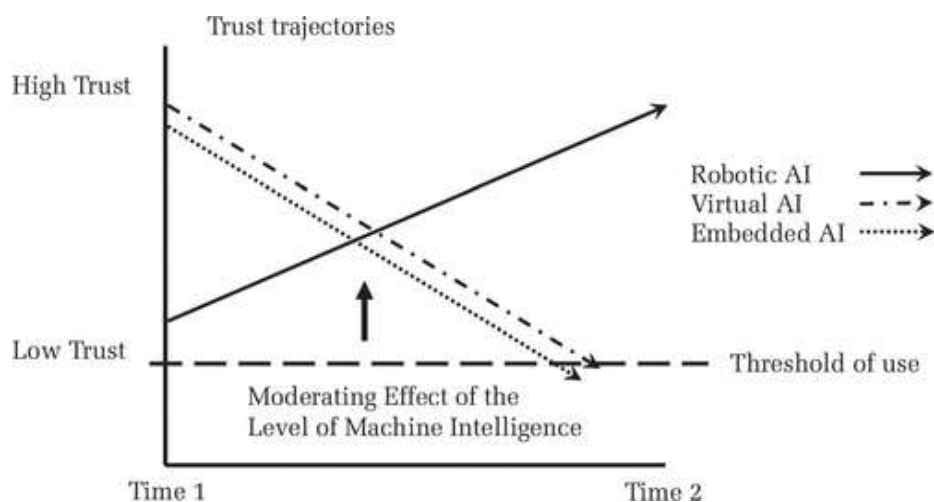 Trust trajectories
High Trust
Robotic AI
Virtual AI
Embedded AI
Low Trust
Threshold of use
Moderating Effect of the
Level of Machine Intelligence
Time 1
Time 2